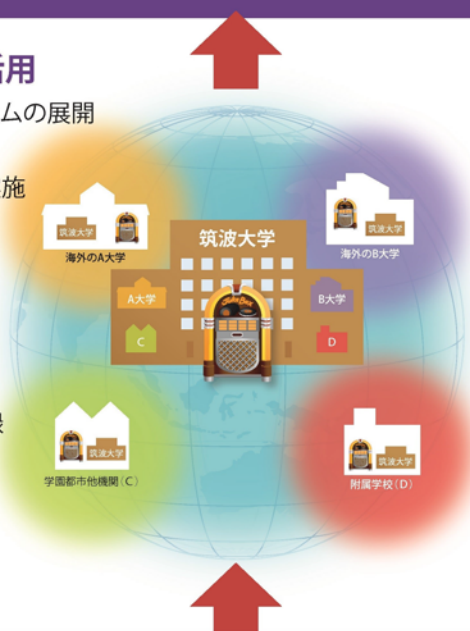 活用
ムの展開
施
筑波大学
海外のA大学
筑波大学
海外のB大学
筑波大学
A大学
B大学
C
D
JukeBox
筑波大学
学園都市他機関(C)
筑波大学
附属学校(D)